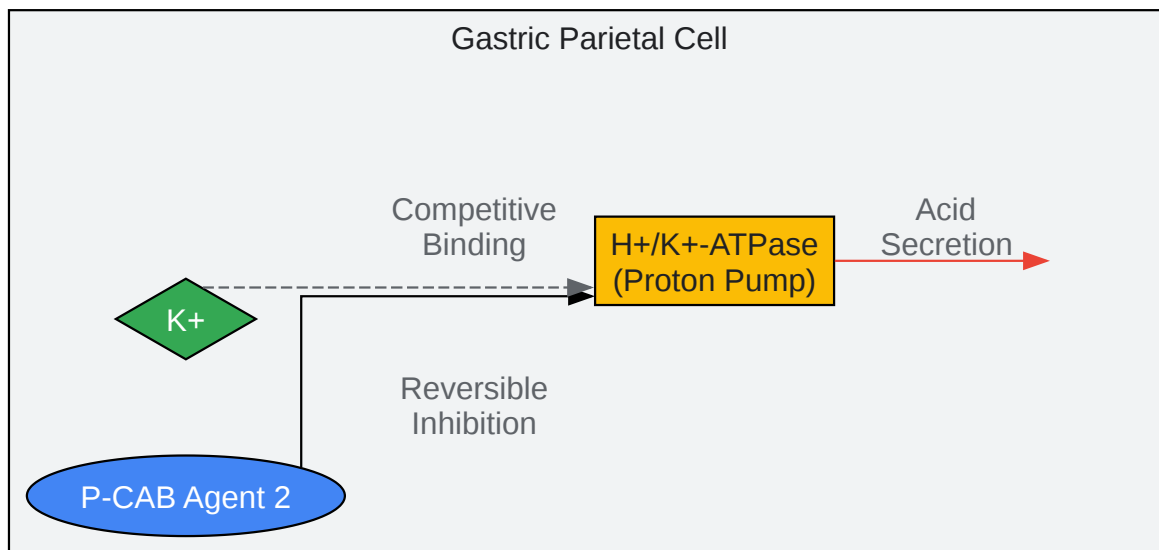 Gastric Parietal Cell
Competitive
Binding
H+/K+-ATPase
(Proton Pump)
Acid
Secretion
K+
Reversible
Inhibition
P-CAB Agent 2